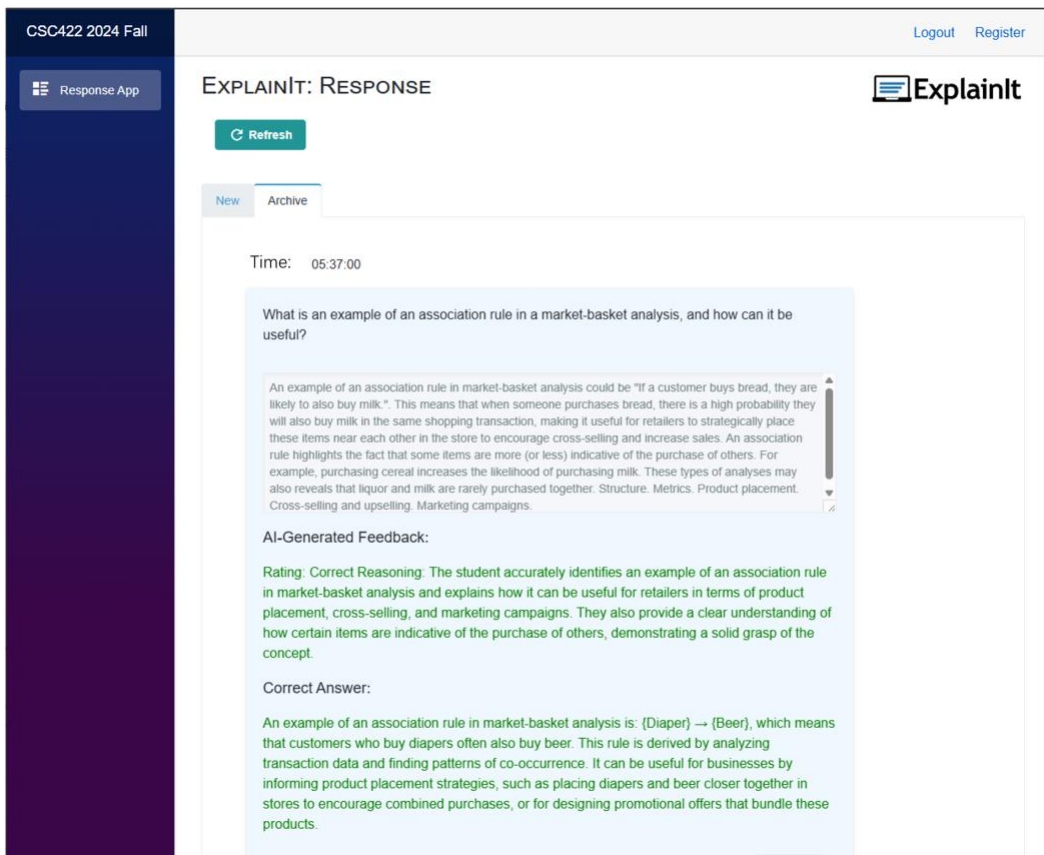 CSC422 2024 Fall
Logout Register
Response App
EXPLAINIT: RESPONSE
ExplainIt
Refresh
New Archive
Time: 05:37:00
What is an example of an association rule in a market-basket analysis, and how can it be
useful?
An example of an association rule in market-basket analysis could be "If a customer buys bread, they are
likely to also buy milk.". This means that when someone purchases bread, there is a high probability they
will also buy milk in the same shopping transaction, making it useful for retailers to strategically place
these items near each other in the store to encourage cross-selling and increase sales. An association
rule highlights the fact that some items are more (or less) indicative of the purchase of others. For
example, purchasing cereal increases the likelihood of purchasing milk. These types of analyses may
also reveals that liquor and milk are rarely purchased together. Structure. Metrics. Product placement.
Cross-selling and upselling. Marketing campaigns.
AI-Generated Feedback:
Rating: Correct Reasoning: The student accurately identifies an example of an association rule
in market-basket analysis and explains how it can be useful for retailers in terms of product
placement, cross-selling, and marketing campaigns. They also provide a clear understanding of
how certain items are indicative of the purchase of others, demonstrating a solid grasp of the
concept.
Correct Answer:
An example of an association rule in market-basket analysis is: {Diaper} → {Beer}, which means
that customers who buy diapers often also buy beer. This rule is derived by analyzing
transaction data and finding patterns of co-occurrence. It can be useful for businesses by
informing product placement strategies, such as placing diapers and beer closer together in
stores to encourage combined purchases, or for designing promotional offers that bundle these
products.